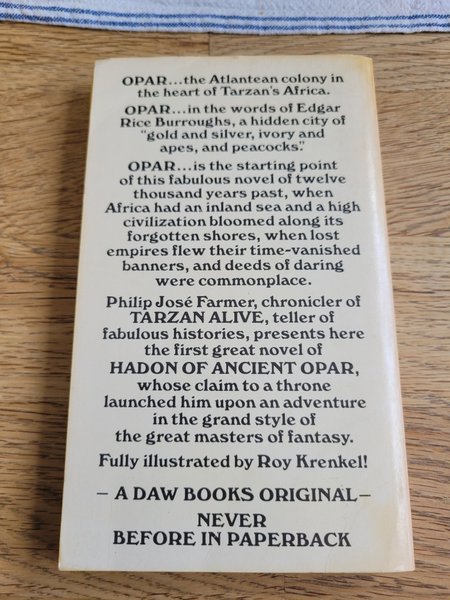 OPAR...the Atlantean colony in
the heart of Tarzan's Africa.
OPAR...in the words of Edgar
Rice Burroughs, a hidden city of
"gold and silver, ivory and
apes, and peacocks."
OPAR...is the starting point
of this fabulous novel of twelve
thousand years past, when
Africa had an inland sea and a high
civilization bloomed along its
forgotten shores, when lost
empires flew their time-vanished
banners, and deeds of daring
were commonplace.
Philip José Farmer, chronicler of
TARZAN ALIVE, teller of
fabulous histories, presents here
the first great novel of
HADON OF ANCIENT OPAR,
whose claim to a throne
launched him upon an adventure
in the grand style of
the great masters of fantasy.
Fully illustrated by Roy Krenkel!
– A DAW BOOKS ORIGINAL–
NEVER
BEFORE IN PAPERBACK